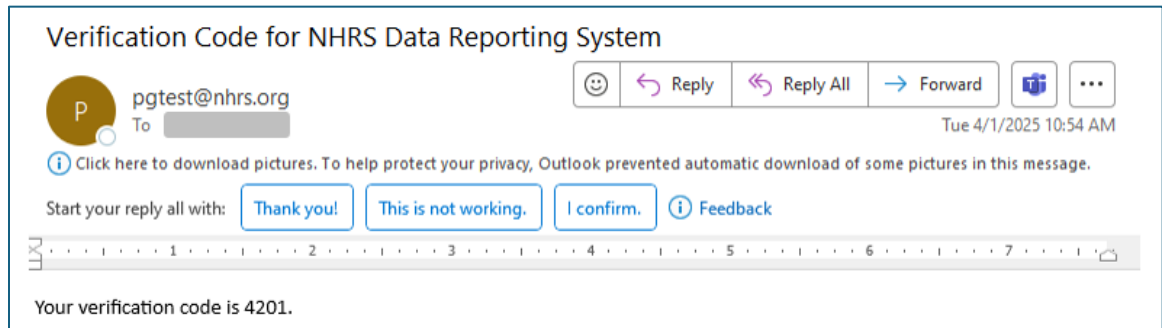 Verification Code for NHRS Data Reporting System
P
pgtest@nhrs.org
To
Reply
Reply All
Forward
Tue 4/1/2025 10:54 AM
Click here to download pictures. To help protect your privacy, Outlook prevented automatic download of some pictures in this message.
Start your reply all with: Thank you! This is not working. I confirm. Feedback
1 2 3 4 5 6 7
Your verification code is 4201.